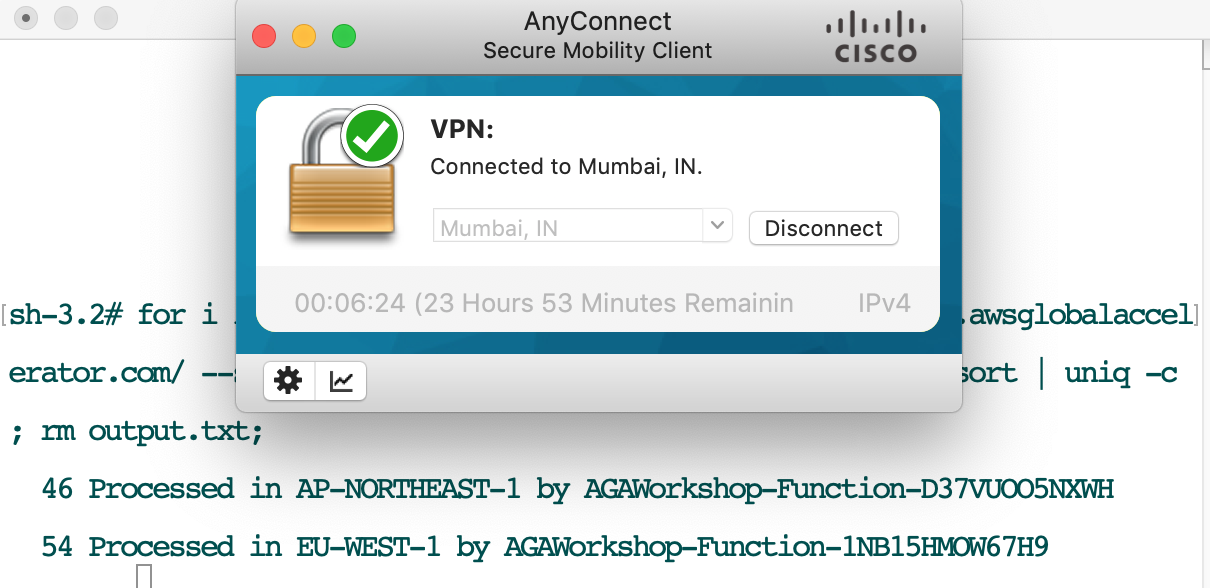 AnyConnect
Secure Mobility Client
CISCO
VPN:
Connected to Mumbai, IN.
Mumbai, IN
Disconnect
00:06:24 (23 Hours 53 Minutes Remainin IPv4
[sh-3.2# for i .awsglobalaccel]
erator.com/ -- sort | uniq -c
; rm output.txt;
46 Processed in AP-NORTHEAST-1 by AGAWorkshop-Function-D37VUOO5NXWH
54 Processed in EU-WEST-1 by AGAWorkshop-Function-1NB15HMOW67H9